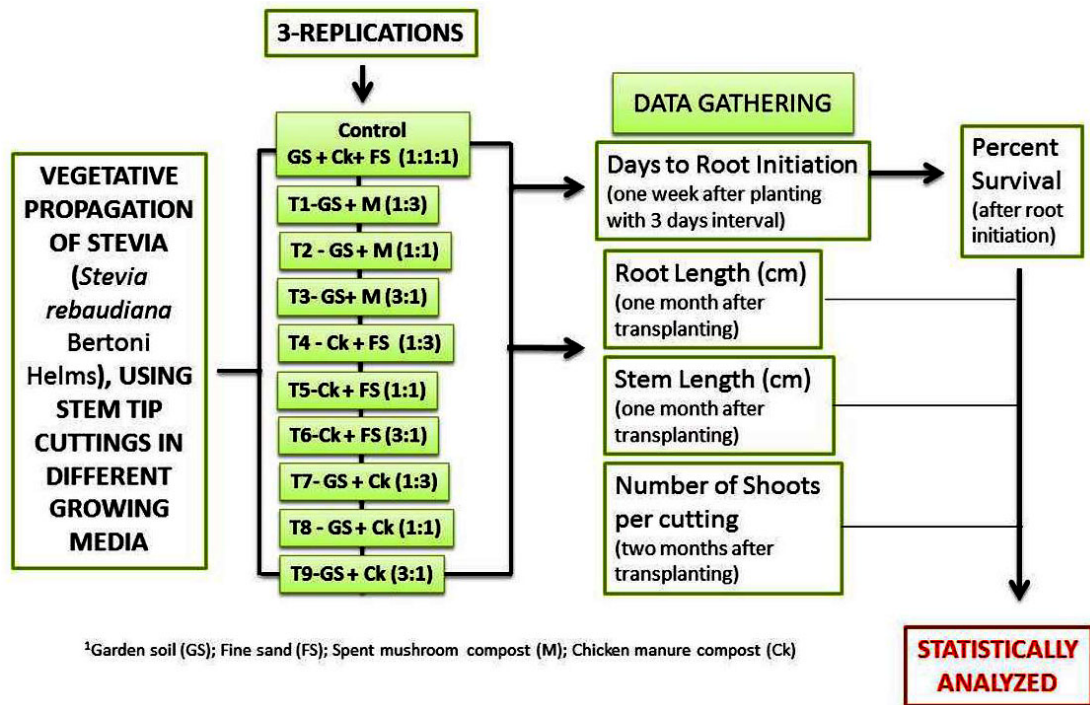 3-REPLICATIONS
Control
GS + Ck+ FS (1:1:1)
T1-GS+ M (1:3)
T2 - GS+ M (1:1)
T3- GS+ M (3:1)
T4 - Ck + FS (1:3)
T5-Ck + FS (1:1)
T6-Ck + FS (3:1)
T7- GS + Ck (1:3)
T8 - GS + Ck (1:1)
T9-GS+ Ck (3:1)
VEGETATIVE
PROPAGATION
OF STEVIA
(Stevia
rebaudiana
Bertoni
Helms), USING
STEM TIP
CUTTINGS IN
DIFFERENT
GROWING
MEDIA
DATA GATHERING
Days to Root Initiation
(one week after planting
with 3 days interval)
Root Length (cm)
(one month after
transplanting)
Stem Length (cm)
(one month after
transplanting)
Number of Shoots
per cutting
(two months after
transplanting)
Percent
Survival
(after root
initiation)
STATISTICALLY
ANALYZED
¹Garden soil (GS); Fine sand (FS); Spent mushroom compost (M); Chicken manure compost (Ck)